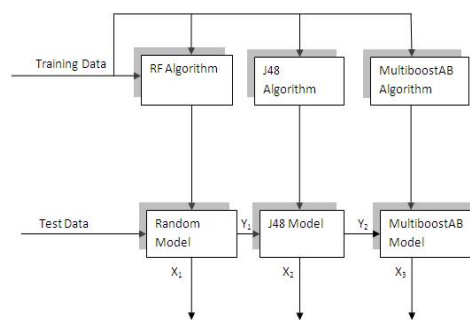 Training Data
RF Algorithm
J48
Algorithm
MultiboostAB
Algorithm
Test Data
Random
Model
Y1
J48 Model
Y2
MultiboostAB
Model
X1
X2
X3